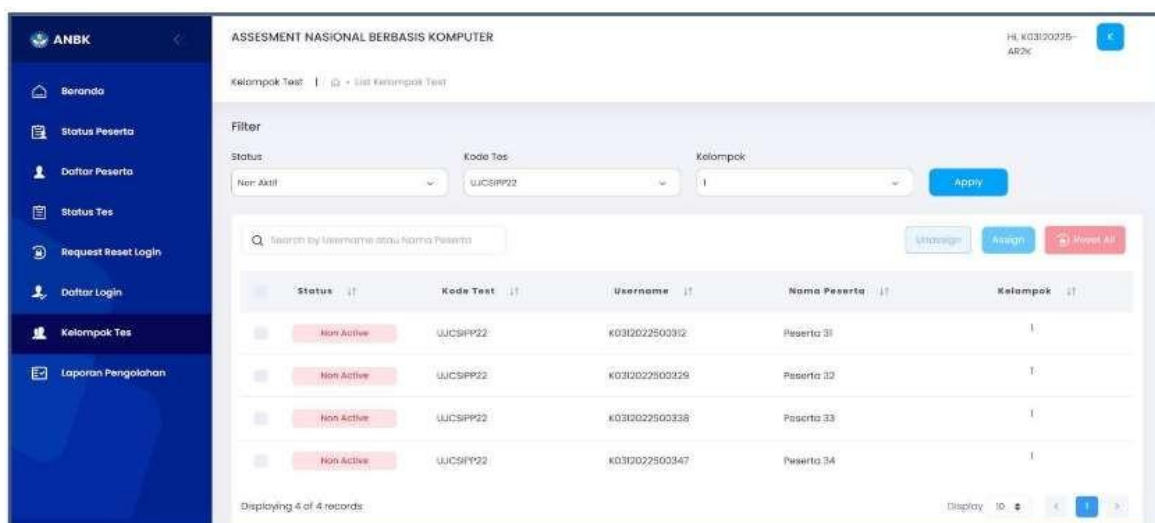 ANBK
ASSESMENT NASIONAL BERBASIS KOMPUTER
Hi, K03120225-AR2K
K
Kelompok Test | List Kelompok Test
Beranda
Status Peserta
Daftar Peserta
Status Tes
Request Reset Login
Daftar Login
Kelompok Tes
Laporan Pengolahan
Filter
Status Kode Tes Kelompok
Non Aktif UJCSIPP22 1 Apply
Search by Username atau Nama Peserta Unassign Assign Reset All
Status Kode Test Username Nama Peserta Kelompok
Non Active UJCSIPP22 K0312022500312 Peserta 31 1
Non Active UJCSIPP22 K0312022500329 Peserta 32 1
Non Active UJCSIPP22 K0312022500338 Peserta 33 1
Non Active UJCSIPP22 K0312022500347 Peserta 34 1
Displaying 4 of 4 records Display 10 1